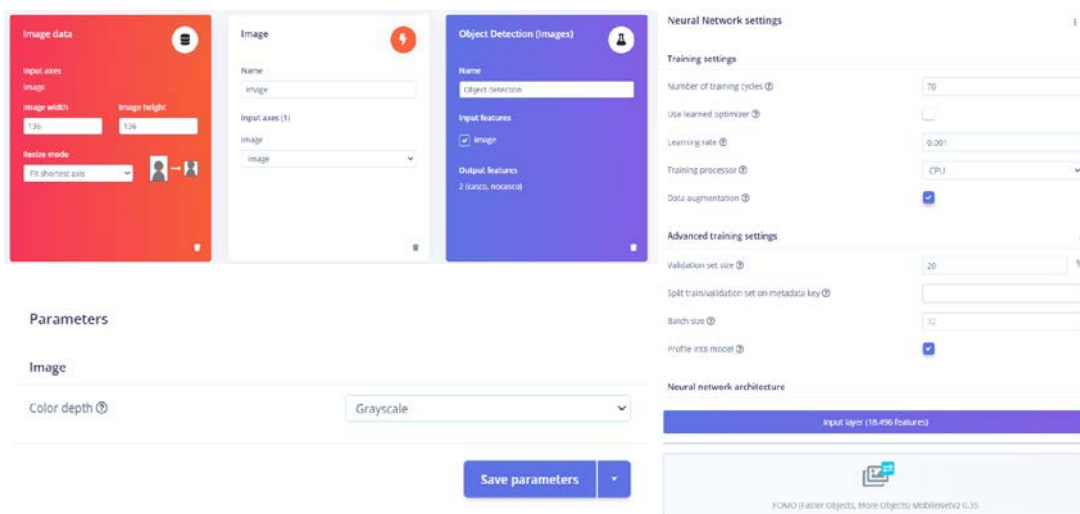 Image data
Input axes
Image
Image width
Image height
136
136
Resize mode
Fit shortest axis
Image
Name
Image
Input axes (1)
Image
Image
Object Detection (Images)
Name
Object detection
Input features
Image
Output features
2 (casco, nocasco)
Parameters
Image
Color depth
Grayscale
Save parameters
Neural Network settings
Training settings
Number of training cycles
70
Use learned optimizer
Learning rate
0.001
Training processor
CPU
Data augmentation
Advanced training settings
Validation set size
20
%
Split train/validation set on metadata key
Batch size
32
Profile int8 model
Neural network architecture
Input layer (18,496 features)
FOMO (Faster Objects, More Objects) MobileNetV2 0.35